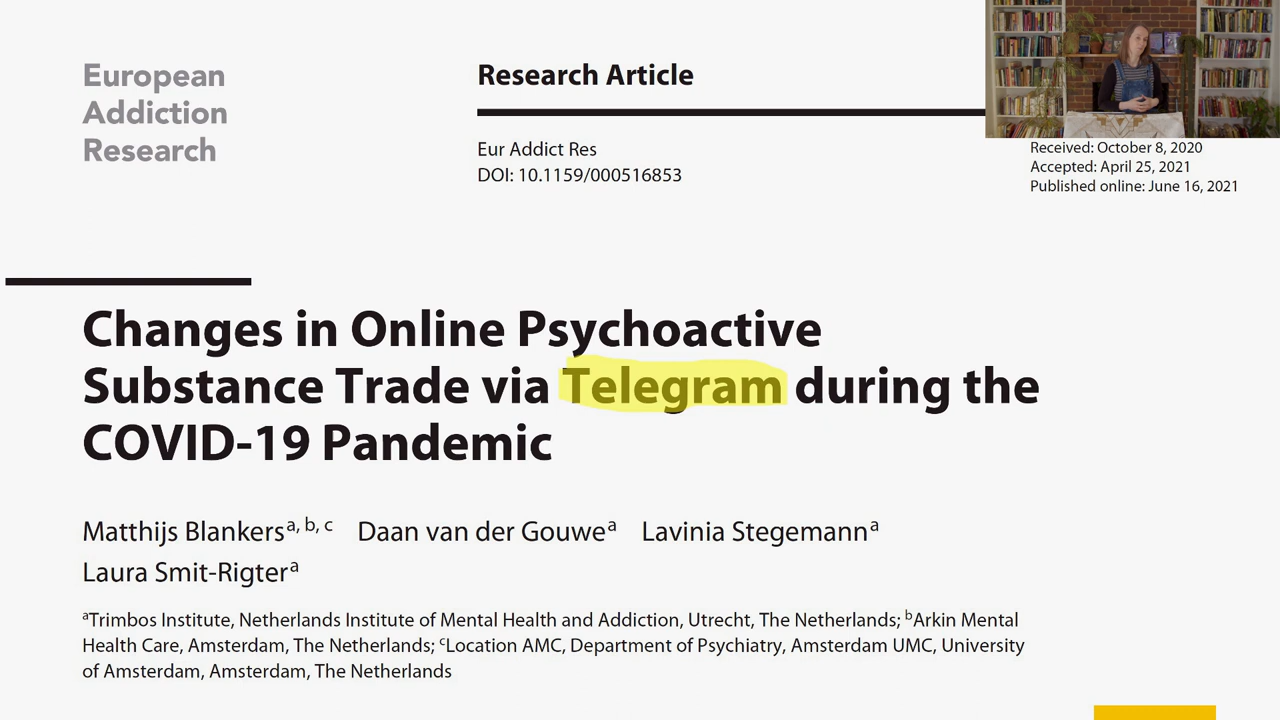 European
Addiction
Research
Research Article
Eur Addict Res
DOI: 10.1159/000516853
Received: October 8, 2020
Accepted: April 25, 2021
Published online: June 16, 2021
Changes in Online Psychoactive
Substance Trade via Telegram during the
COVID-19 Pandemic
Matthijs Blankersa, b, c Daan van der Gouwea Lavinia Stegemanna
Laura Smit-Rigtera
aTrimbos Institute, Netherlands Institute of Mental Health and Addiction, Utrecht, The Netherlands; bArkin Mental
Health Care, Amsterdam, The Netherlands; cLocation AMC, Department of Psychiatry, Amsterdam UMC, University
of Amsterdam, Amsterdam, The Netherlands